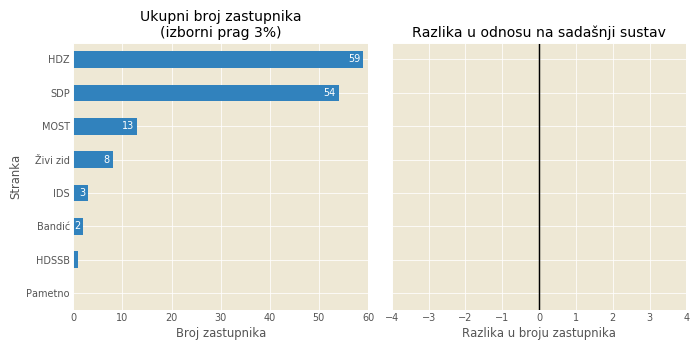 Ukupni broj zastupnika
(izborni prag 3%)
Razlika u odnosu na sadašnji sustav
Stranka
HDZ
59
SDP
54
MOST
13
Živi zid
8
IDS
3
Bandić
2
HDSSB
Pametno
0 10 20 30 40 50 60
−4 −3 −2 −1 0 1 2 3 4
Broj zastupnika
Razlika u broju zastupnika